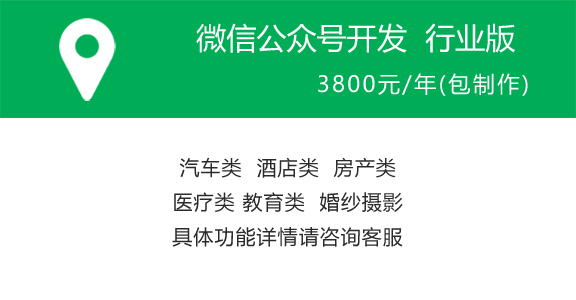 微信公众号开发 行业版
3800元/年(包制作)
汽车类 酒店类 房产类
医疗类 教育类 婚纱摄影
具体功能详情请咨询客服